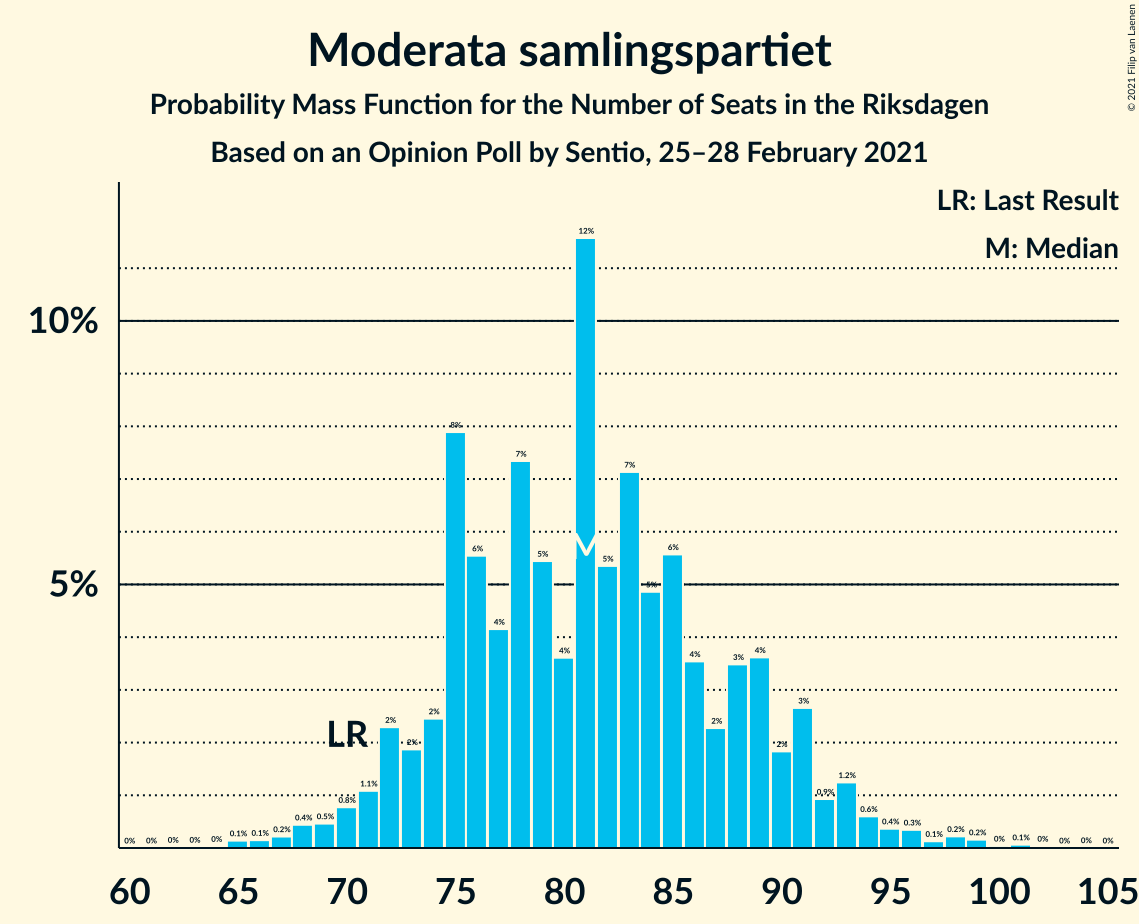 © 2021 Filip van Laenen
Moderata samlingspartiet
Probability Mass Function for the Number of Seats in the Riksdagen
Based on an Opinion Poll by Sentio, 25–28 February 2021
LR: Last Result
M: Median
10%
5%
0% 0% 0% 0% 0% 0.1% 0.1% 0.2% 0.4% 0.5% 0.8% 1.1% 2% 2% 2% 8% 6% 4% 7% 5% 4% 12% 5% 7% 5% 6% 4% 2% 3% 4% 2% 3% 0.9% 1.2% 0.6% 0.4% 0.3% 0.1% 0.2% 0.2% 0% 0.1% 0% 0% 0% 0%
LR
M
60 65 70 75 80 85 90 95 100 105